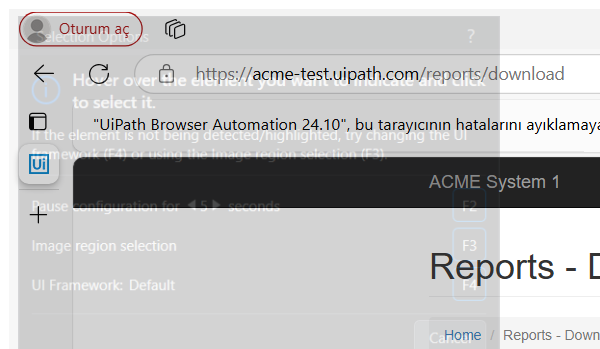 Oturum aç
Selection Options ?
https://acme-test.uipath.com/reports/download
Hover over the element you want to indicate and click
to select it.
"UiPath Browser Automation 24.10", bu tarayıcının hatalarını ayıklamaya
If the element is not being detected/highlighted, try changing the UI
framework (F4) or using the Image region selection (F3).
Ui
ACME System 1
Pause configuration for 5 seconds F2
Image region selection F3
Reports - D
UI Framework: Default F4
Cancel
Home / Reports - Down